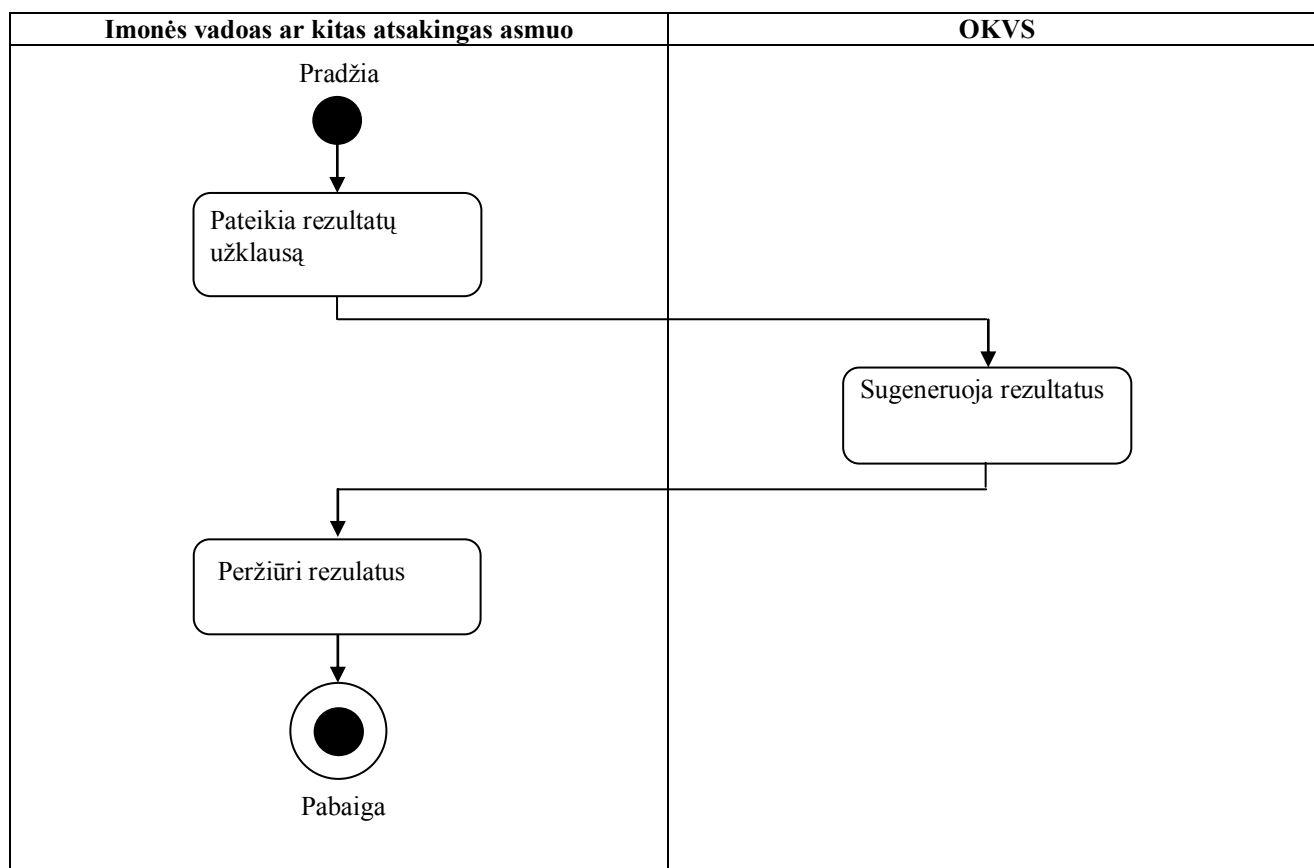 Imonės vadoas ar kitas atsakingas asmuo
OKVS
Pradžia
Pateikia rezultatų
užklausą
Sugeneruoja rezultatus
Peržiūri rezulatus
Pabaiga